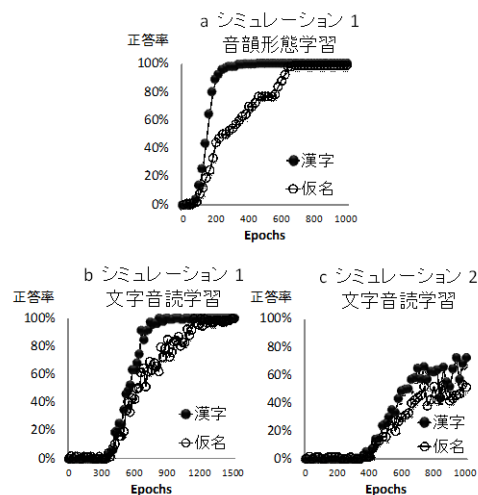 a シミュレーション 1
音韻形態学習
正答率
100%
80%
60%
40%
20%
0%
漢字
仮名
0 200 400 600 800 1000
Epochs
b シミュレーション 1
文字音読学習
正答率
100%
80%
60%
40%
20%
0%
漢字
仮名
0 300 600 900 1200 1500
Epochs
c シミュレーション 2
文字音読学習
正答率
100%
80%
60%
40%
20%
0%
漢字
仮名
0 200 400 600 800 1000
Epochs